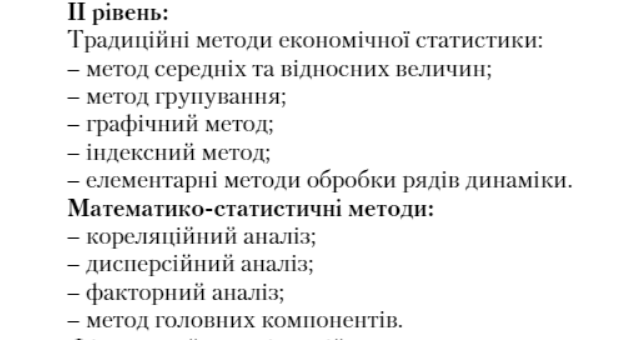 II рівень:
Традиційні методи економічної статистики:
– метод середніх та відносних величин;
– метод групування;
– графічний метод;
– індексний метод;
– елементарні методи обробки рядів динаміки.
Математико-статистичні методи:
– кореляційний аналіз;
– дисперсійний аналіз;
– факторний аналіз;
– метод головних компонентів.